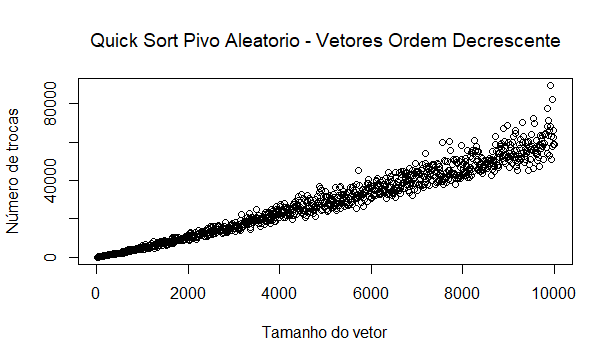 Quick Sort Pivo Aleatorio - Vetores Ordem Decrescente
Número de trocas
80000
40000
0
0 2000 4000 6000 8000 10000
Tamanho do vetor